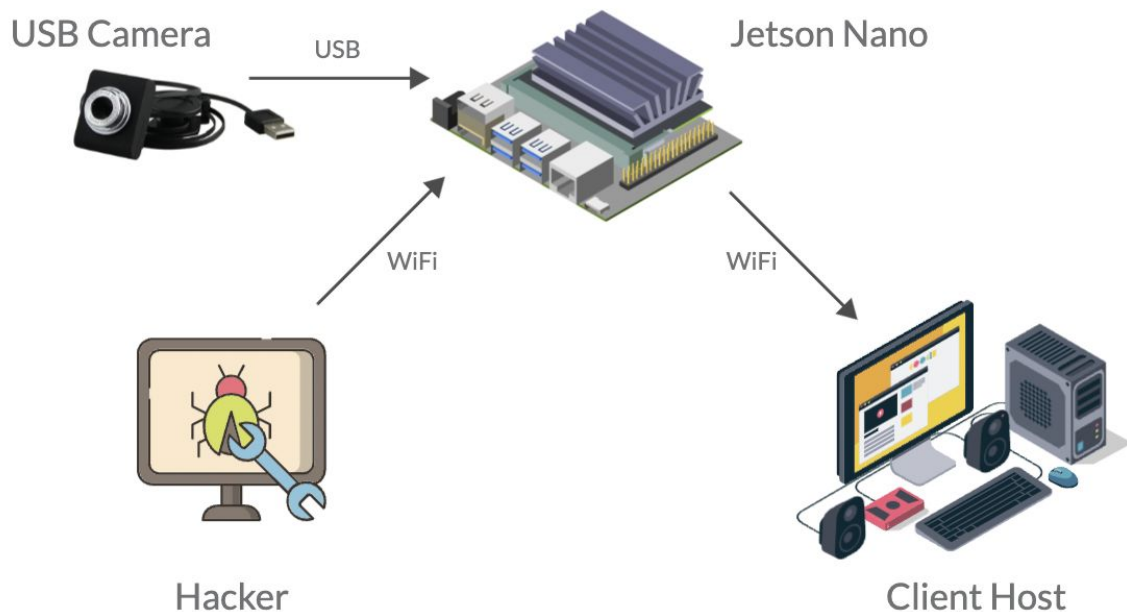 USB Camera
USB
Jetson Nano
WiFi
WiFi
Hacker
Client Host